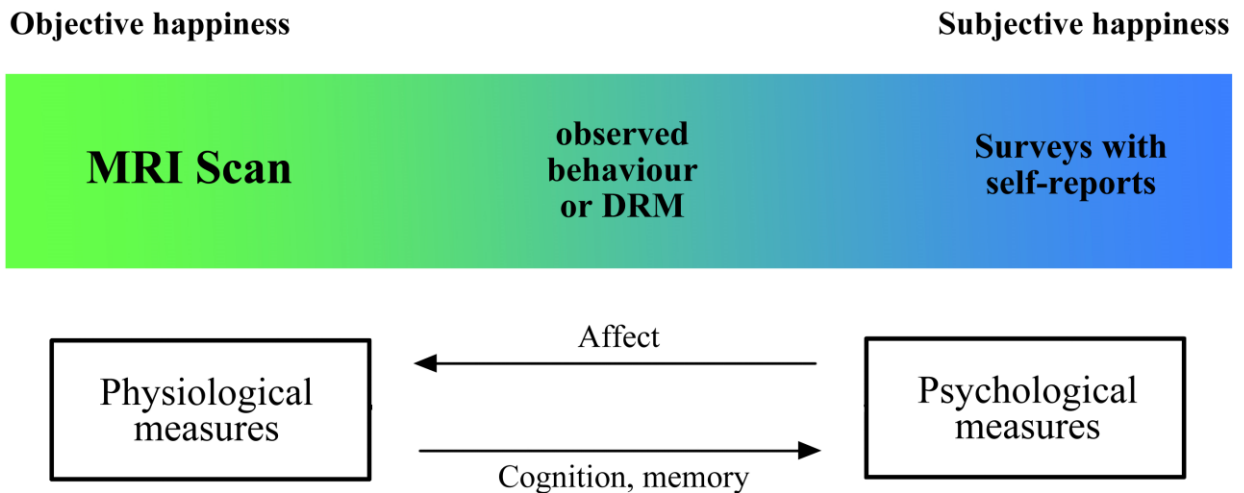 Objective happiness
Subjective happiness
MRI Scan
observed
behaviour
or DRM
Surveys with
self-reports
Affect
Physiological
measures
Psychological
measures
Cognition, memory